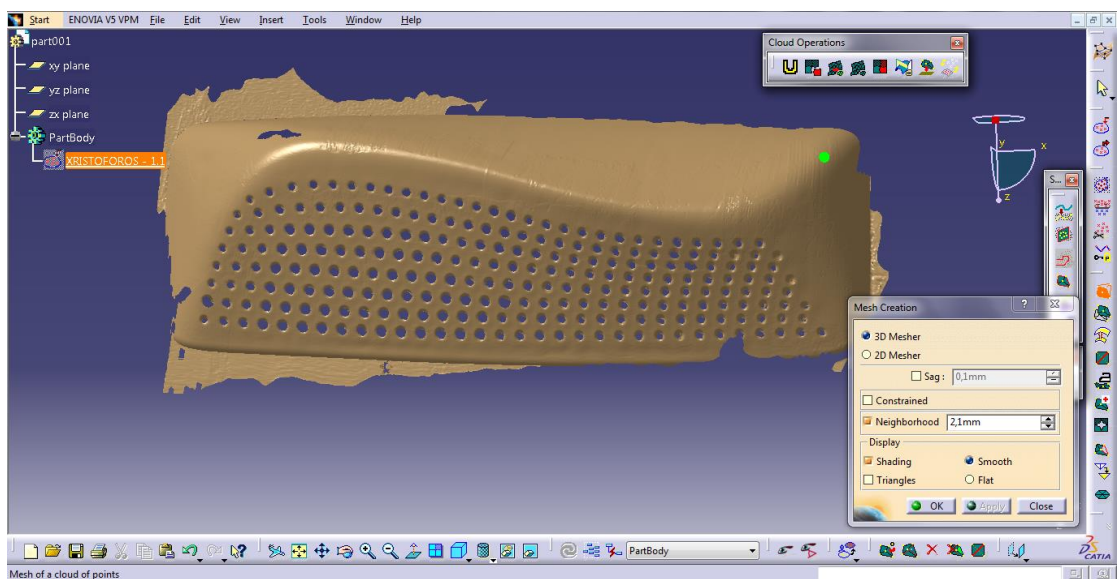 Start ENOVIA V5 VPM File Edit View Insert Tools Window Help
part001
xy plane
yz plane
zx plane
PartBody
XRISTOFOROS - 1.1
Cloud Operations
y
x
z
S...
Mesh Creation
3D Mesher
2D Mesher
Sag : 0,1mm
Constrained
Neighborhood 2,1mm
Display
Shading Smooth
Triangles Flat
OK Apply Close
PartBody
CATIA
Mesh of a cloud of points